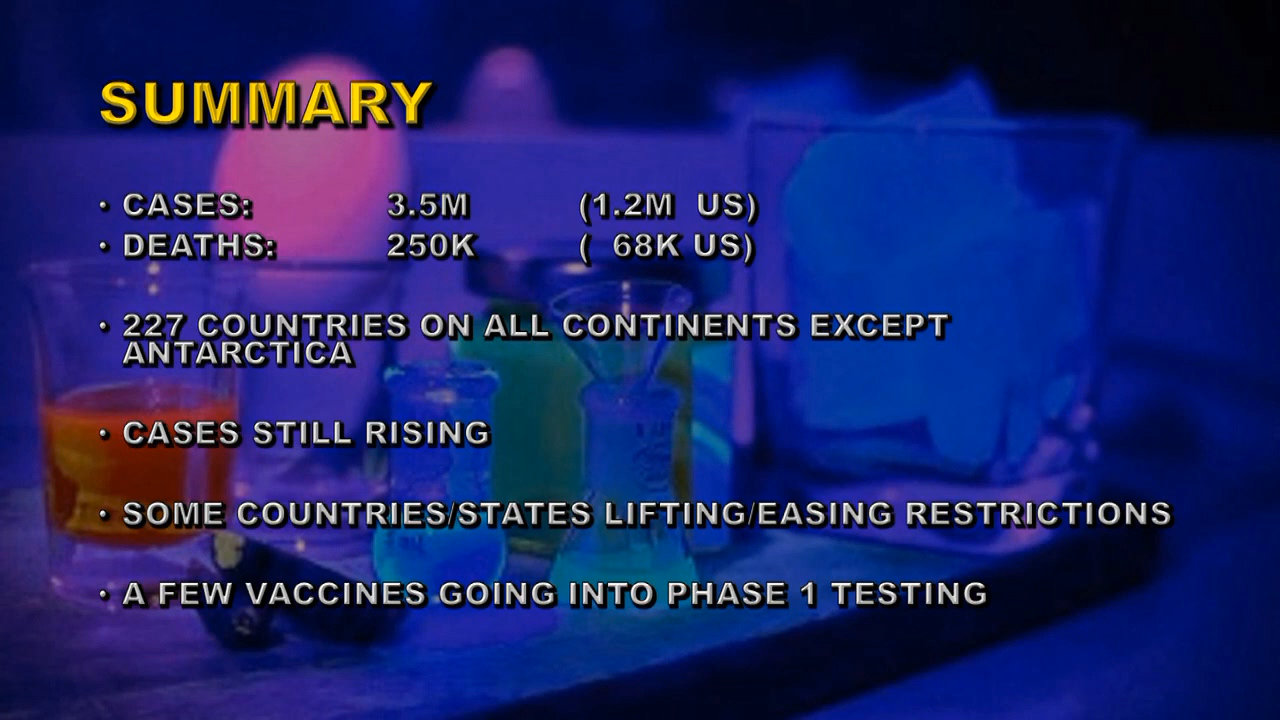 SUMMARY
• CASES: 3.5M (1.2M US)
• DEATHS: 250K ( 68K US)
• 227 COUNTRIES ON ALL CONTINENTS EXCEPT
ANTARCTICA
• CASES STILL RISING
• SOME COUNTRIES/STATES LIFTING/EASING RESTRICTIONS
• A FEW VACCINES GOING INTO PHASE 1 TESTING